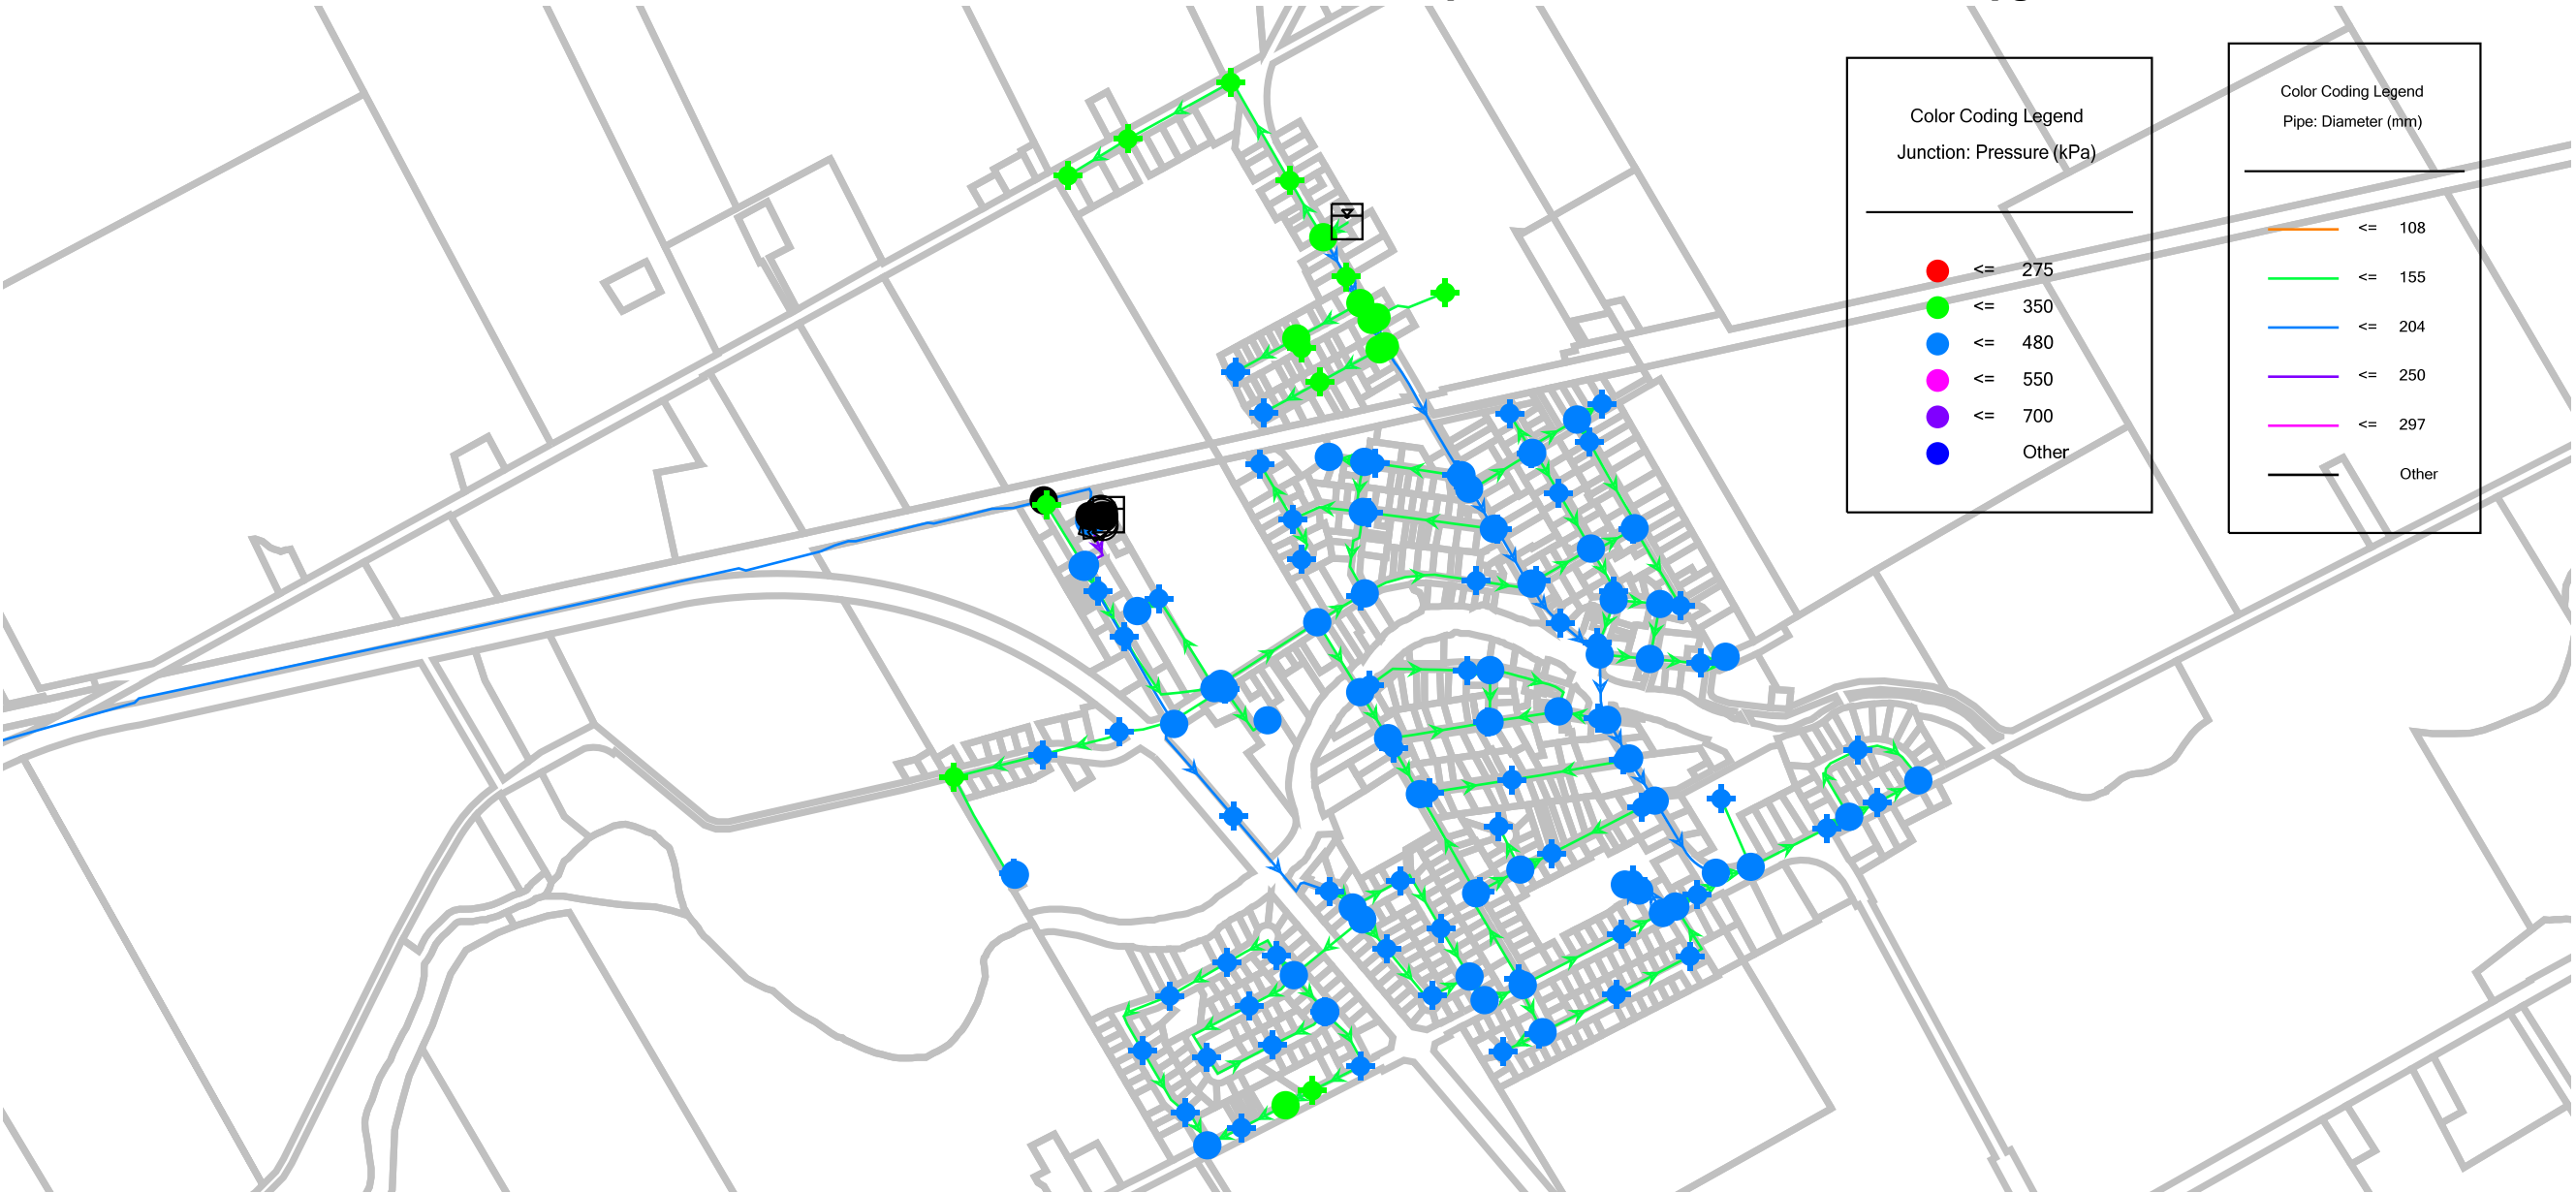 Color Coding Legend
Junction: Pressure (kPa)
<= 275
<= 350
<= 480
<= 550
<= 700
Other
Color Coding Legend
Pipe: Diameter (mm)
<= 108
<= 155
<= 204
<= 250
<= 297
Other